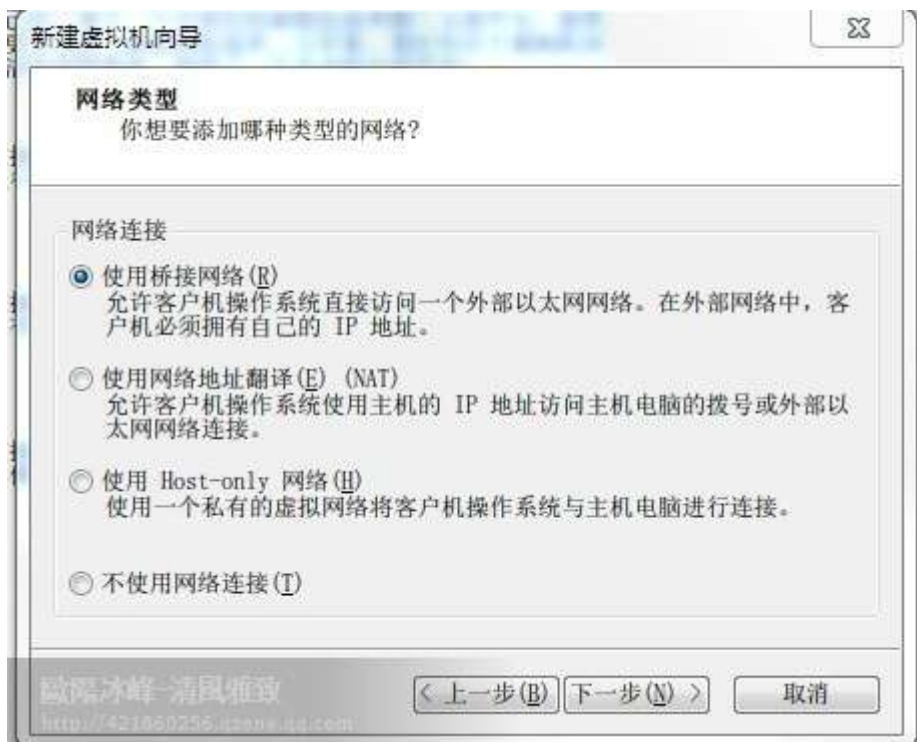 新建虚拟机向导
网络类型
你想要添加哪种类型的网络?
网络连接
使用桥接网络(R)
允许客户机操作系统直接访问一个外部以太网网络。在外部网络中，客
户机必须拥有自己的 IP 地址。
使用网络地址翻译(E) (NAT)
允许客户机操作系统使用主机的 IP 地址访问主机电脑的拨号或外部以
太网网络连接。
使用 Host-only 网络(H)
使用一个私有的虚拟网络将客户机操作系统与主机电脑进行连接。
不使用网络连接(T)
歐陽冰峰-清風雅致
< 上一步(B) 下一步(N) > 取消
http://421860256.qzone.qq.com